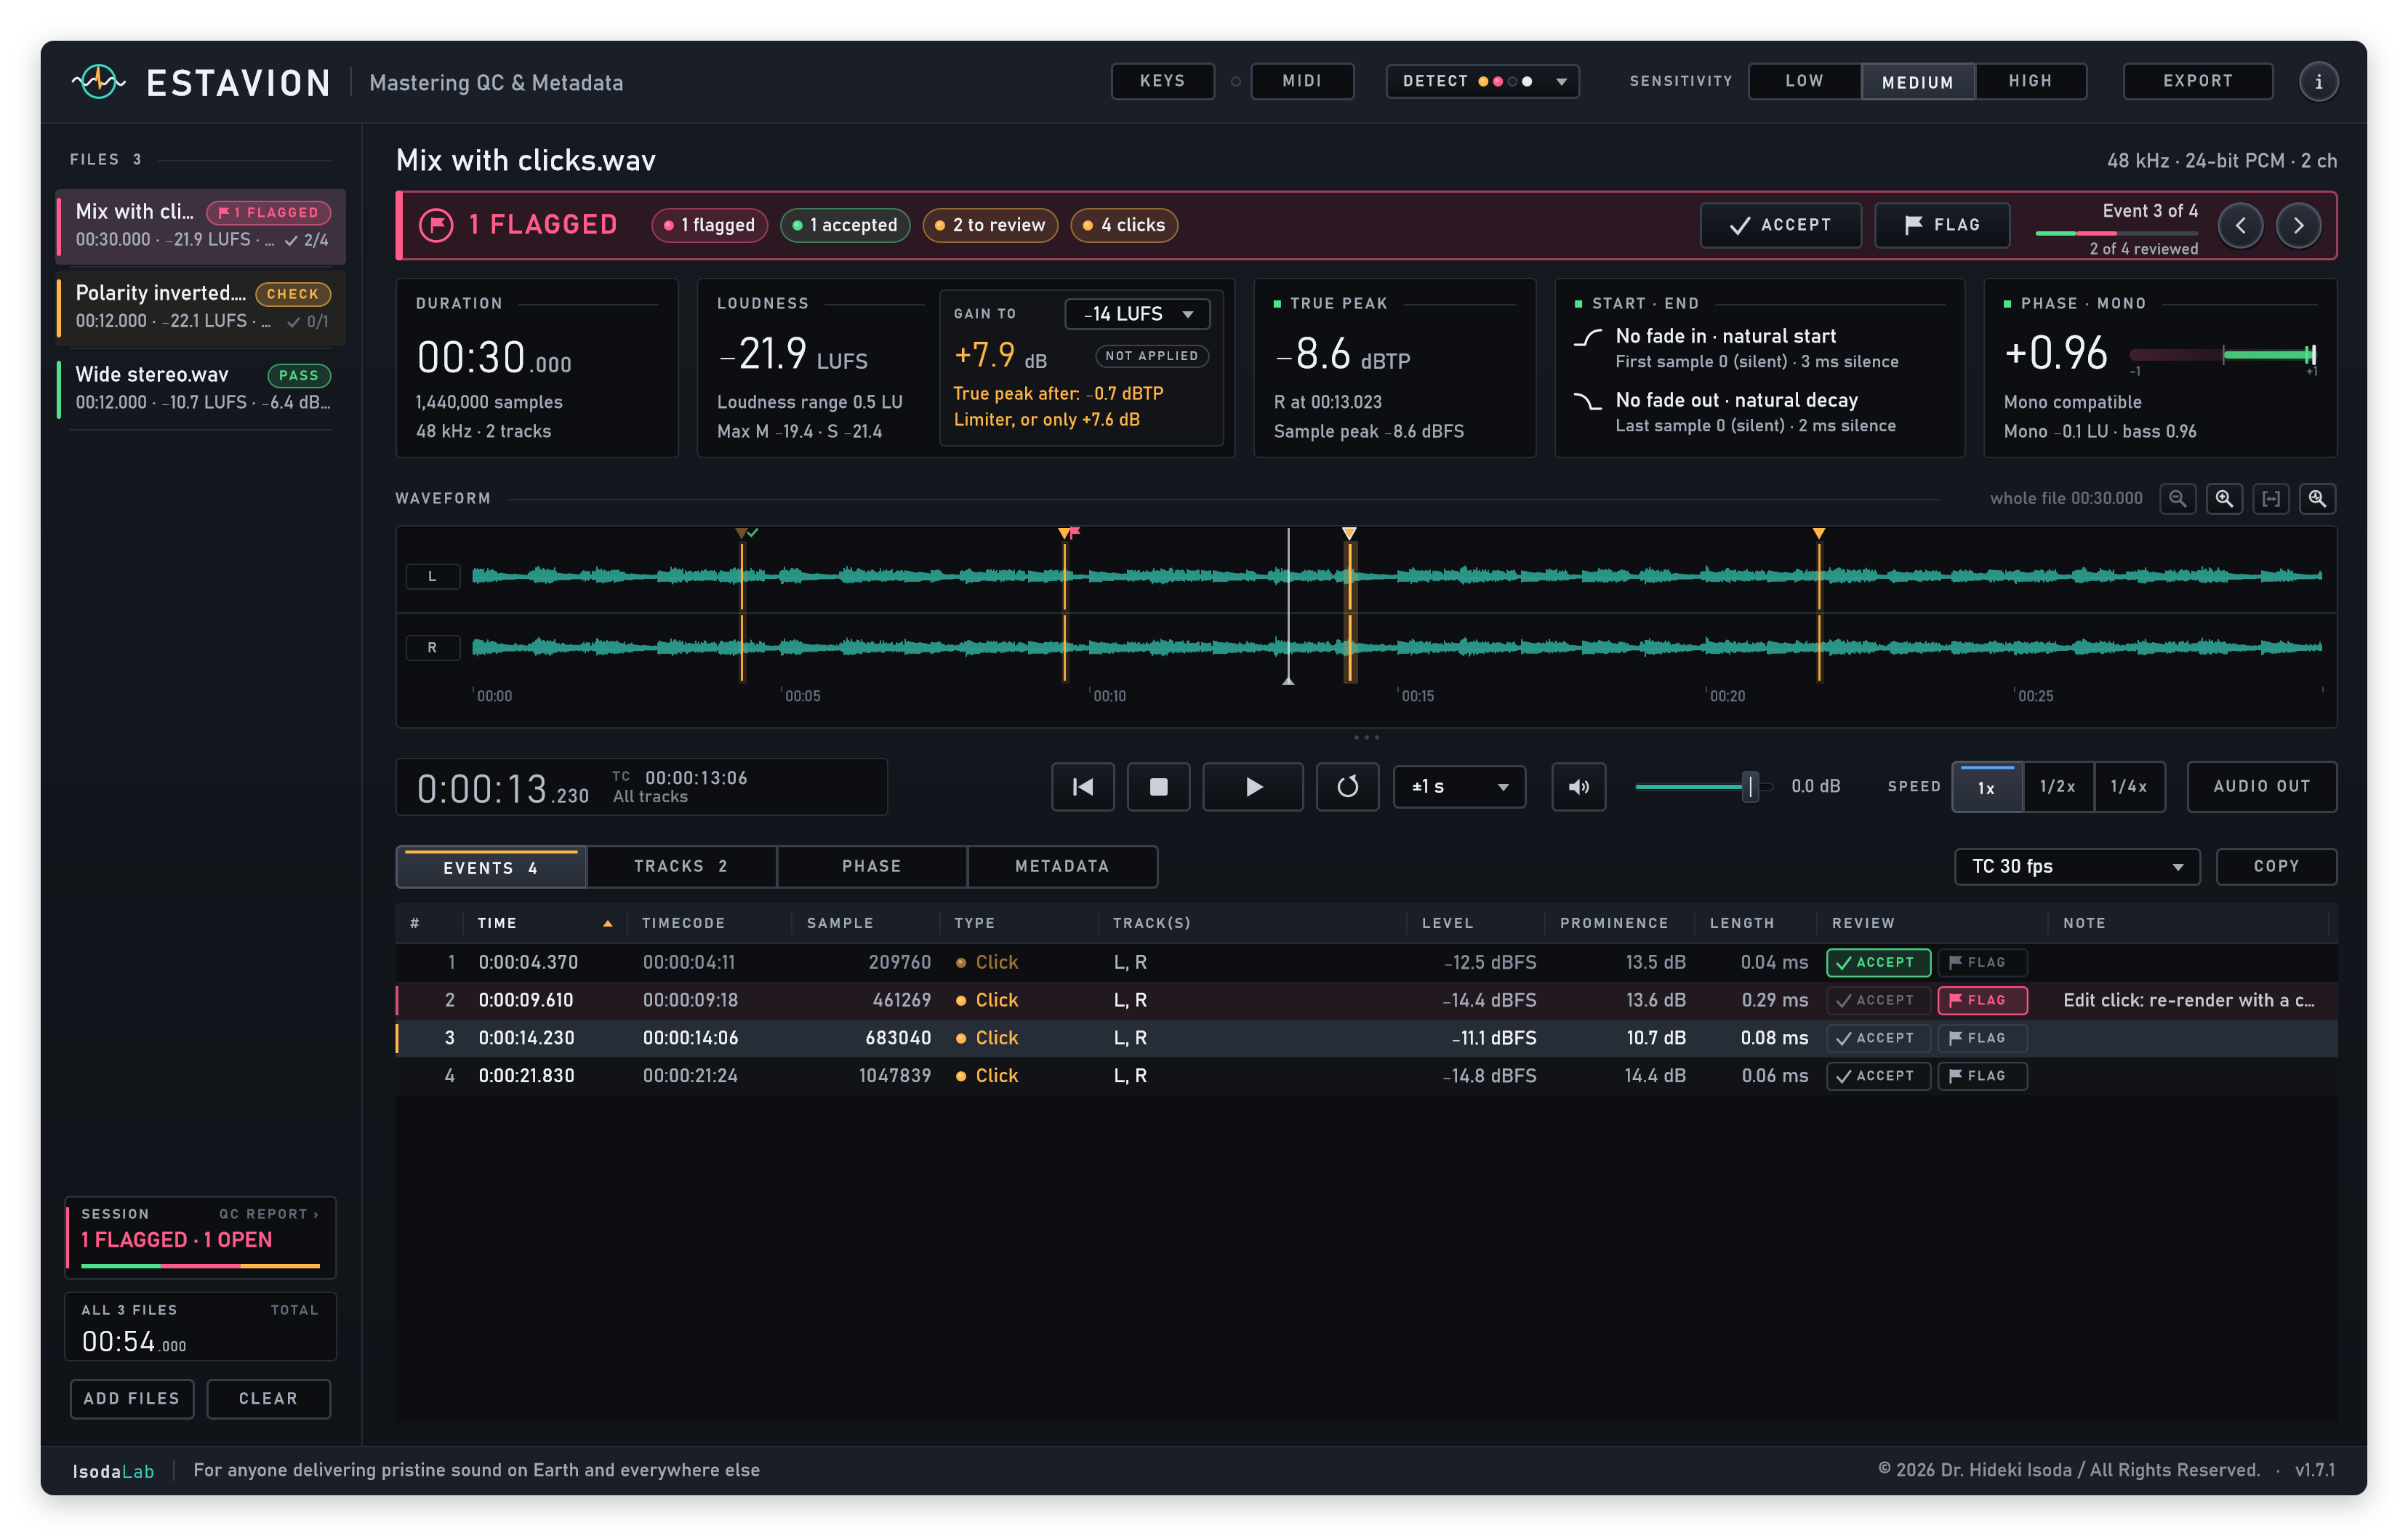 ESTAVION Mastering QC & Metadata KEYS MIDI DETECT SENSITIVITY LOW MEDIUM HIGH EXPORT i
FILES 3
Mix with cli... 1 FLAGGED
00:30.000 · −21.9 LUFS · ... 2/4
Polarity inverted.... CHECK
00:12.000 · −22.1 LUFS · ... 0/1
Wide stereo.wav PASS
00:12.000 · −10.7 LUFS · −6.4 dB...
Mix with clicks.wav 48 kHz · 24-bit PCM · 2 ch
1 FLAGGED 1 flagged 1 accepted 2 to review 4 clicks ACCEPT FLAG
Event 3 of 4
2 of 4 reviewed
DURATION
00:30.000
1,440,000 samples
48 kHz · 2 tracks
LOUDNESS
−21.9 LUFS
Loudness range 0.5 LU
Max M −19.4 · S −21.4
GAIN TO −14 LUFS
+7.9 dB NOT APPLIED
True peak after: −0.7 dBTP
Limiter, or only +7.6 dB
TRUE PEAK
−8.6 dBTP
R at 00:13.023
Sample peak −8.6 dBFS
START · END
No fade in · natural start
First sample 0 (silent) · 3 ms silence
No fade out · natural decay
Last sample 0 (silent) · 2 ms silence
PHASE · MONO
+0.96
−1 +1
Mono compatible
Mono −0.1 LU · bass 0.96
WAVEFORM whole file 00:30.000
L
R
00:00 00:05 00:10 00:15 00:20 00:25
0:00:13.230
TC 00:00:13:06
All tracks
±1 s 0.0 dB SPEED 1x 1/2x 1/4x AUDIO OUT
EVENTS 4 TRACKS 2 PHASE METADATA TC 30 fps COPY
# TIME TIMECODE SAMPLE TYPE TRACK(S) LEVEL PROMINENCE LENGTH REVIEW NOTE
1 0:00:04.370 00:00:04:11 209760 Click L, R −12.5 dBFS 13.5 dB 0.04 ms ACCEPT FLAG
2 0:00:09.610 00:00:09:18 461269 Click L, R −14.4 dBFS 13.6 dB 0.29 ms ACCEPT FLAG Edit click: re-render with a c...
3 0:00:14.230 00:00:14:06 683040 Click L, R −11.1 dBFS 10.7 dB 0.08 ms ACCEPT FLAG
4 0:00:21.830 00:00:21:24 1047839 Click L, R −14.8 dBFS 14.4 dB 0.06 ms ACCEPT FLAG
SESSION QC REPORT ›
1 FLAGGED · 1 OPEN
ALL 3 FILES TOTAL
00:54.000
ADD FILES CLEAR
IsodaLab For anyone delivering pristine sound on Earth and everywhere else © 2026 Dr. Hideki Isoda / All Rights Reserved. · v1.7.1